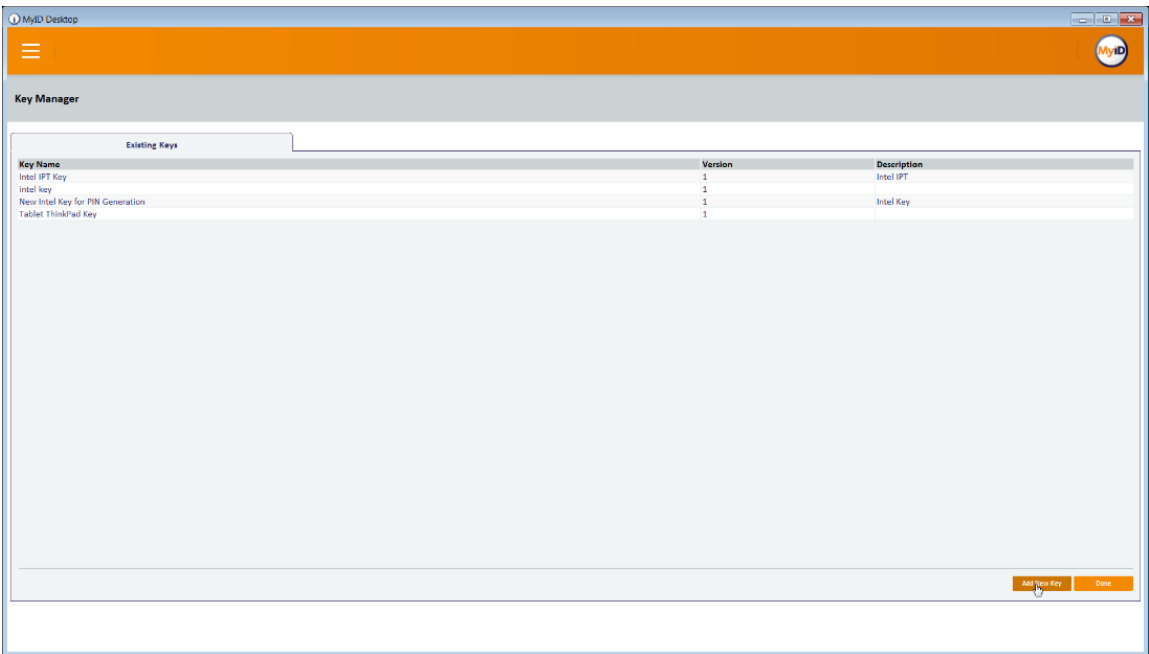 MyID Desktop
MyID
Key Manager
Existing Keys
Key Name Version Description
Intel IPT Key 1 Intel IPT
intel key 1
New Intel Key for PIN Generation 1 Intel Key
Tablet ThinkPad Key 1
Add New Key Done